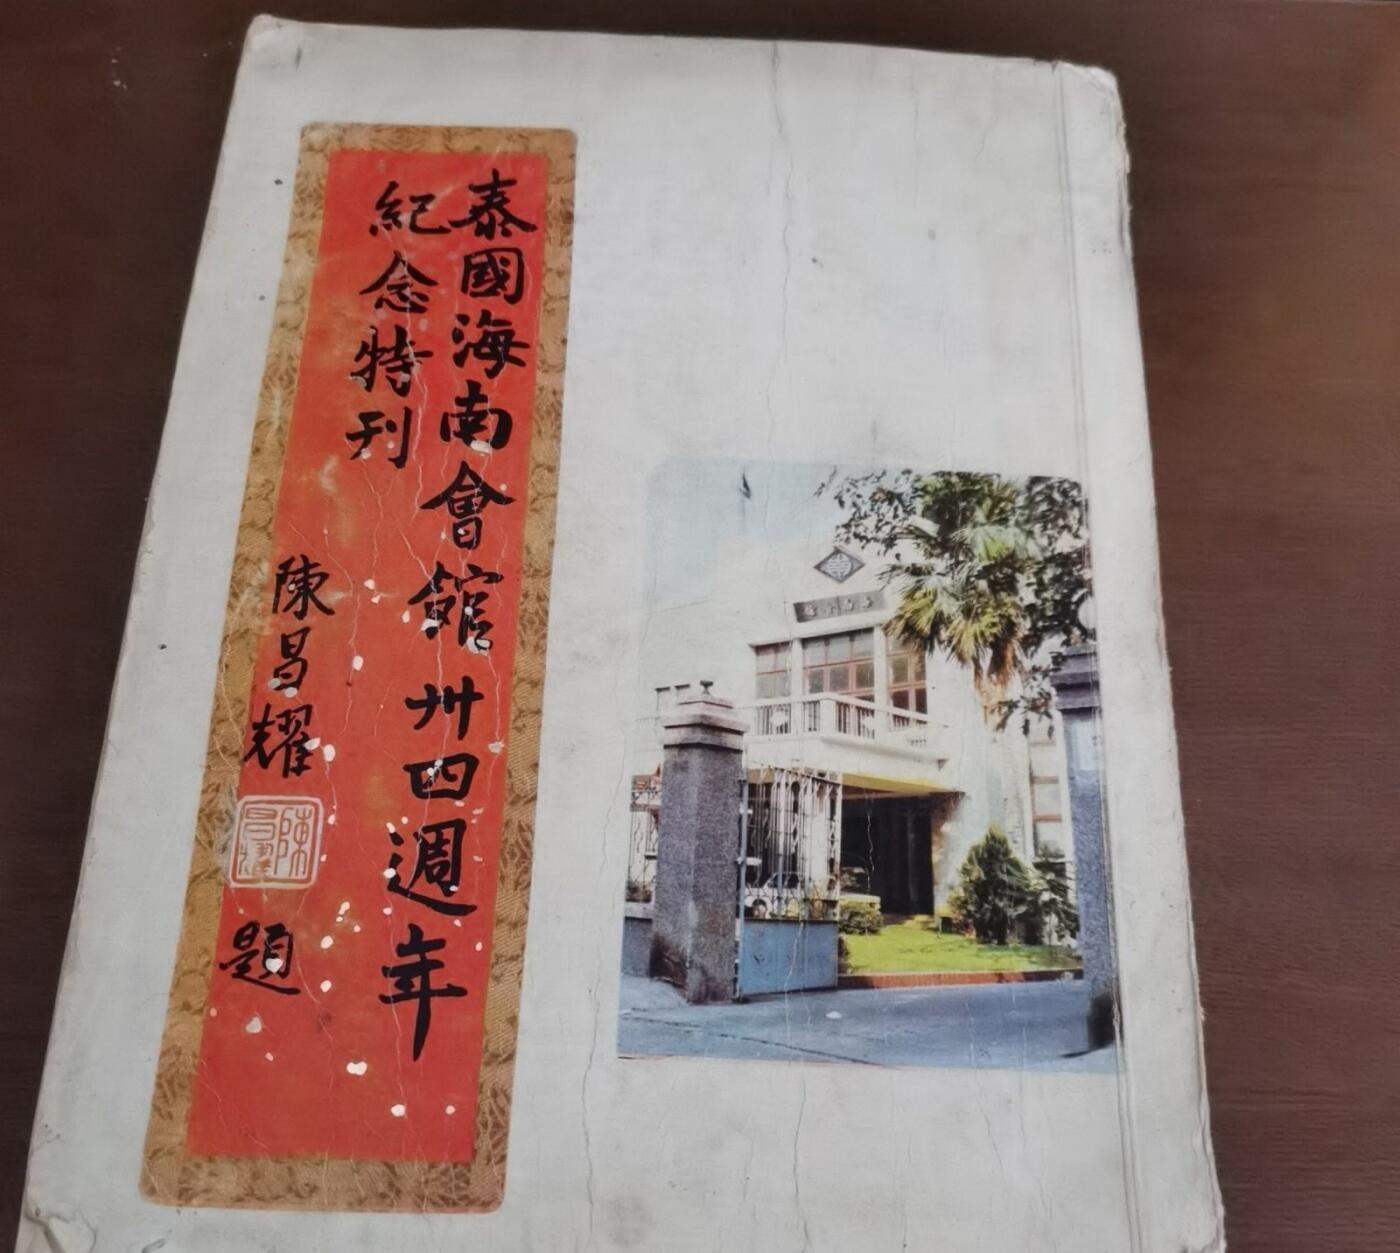 泰國海南會館卅四週年
紀念特刊
陳昌耀
題